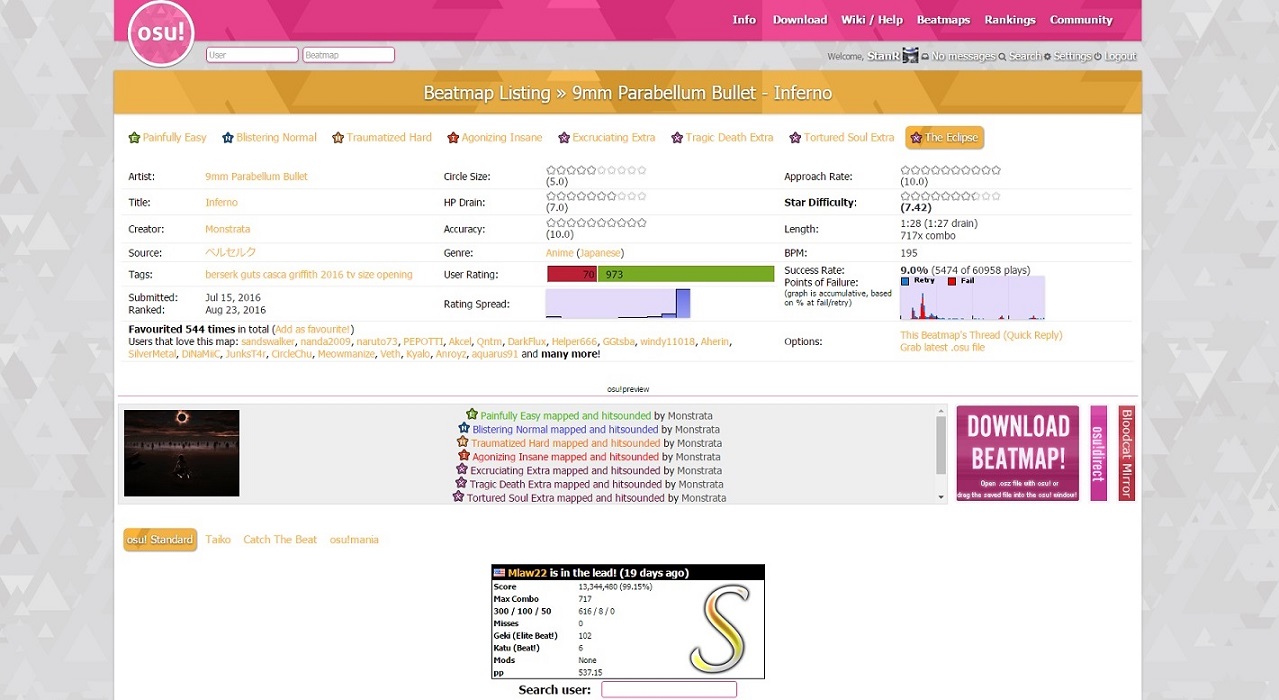 osu!
Info Download Wiki / Help Beatmaps Rankings Community
User Beatmap
Welcome, StanR No messages Search Settings Logout
Beatmap Listing » 9mm Parabellum Bullet - Inferno
Painfully Easy Blistering Normal Traumatized Hard Agonizing Insane Excruciating Extra Tragic Death Extra Tortured Soul Extra The Eclipse
Artist: 9mm Parabellum Bullet Circle Size: (5.0) Approach Rate: (10.0)
Title: Inferno HP Drain: (7.0) Star Difficulty: (7.42)
Creator: Monstrata Accuracy: (10.0) Length: 1:28 (1:27 drain)
717x combo
Source: ベルセルク Genre: Anime (Japanese) BPM: 195
Tags: berserk guts casca griffith 2016 tv size opening User Rating: 70 973 Success Rate: 9.0% (5474 of 60958 plays)
Points of Failure:
(graph is accumulative, based
on % at fail/retry)
Retry Fail
Submitted: Jul 15, 2016
Ranked: Aug 23, 2016
Rating Spread:
Favourited 544 times in total (Add as favourite!)
Users that love this map: sandswalker, nanda2009, naruto73, PEPOTTI, Akcel, Qntm, DarkFlux, Helper666, GGtsba, windy11018, Aherin,
SilverMetal, DiNaMiC, JunksT4r, CircleChu, Meowmanize, Veth, Kyalo, Anroyz, aquarus91 and many more!
Options: This Beatmap's Thread (Quick Reply)
Grab latest .osu file
osu!preview
Painfully Easy mapped and hitsounded by Monstrata
Blistering Normal mapped and hitsounded by Monstrata
Traumatized Hard mapped and hitsounded by Monstrata
Agonizing Insane mapped and hitsounded by Monstrata
Excruciating Extra mapped and hitsounded by Monstrata
Tragic Death Extra mapped and hitsounded by Monstrata
Tortured Soul Extra mapped and hitsounded by Monstrata
DOWNLOAD
BEATMAP!
Open .osz file with osu! or
drag the saved file into the osu! window!
osu!direct
Bloodcat Mirror
osu! Standard Taiko Catch The Beat osu!mania
Mlaw22 is in the lead! (19 days ago)
Score 13,344,480 (99.15%)
Max Combo 717
300 / 100 / 50 616 / 8 / 0
Misses 0
Geki (Elite Beat!) 102
Katu (Beat!) 6
Mods None
pp 537.15
S
Search user: